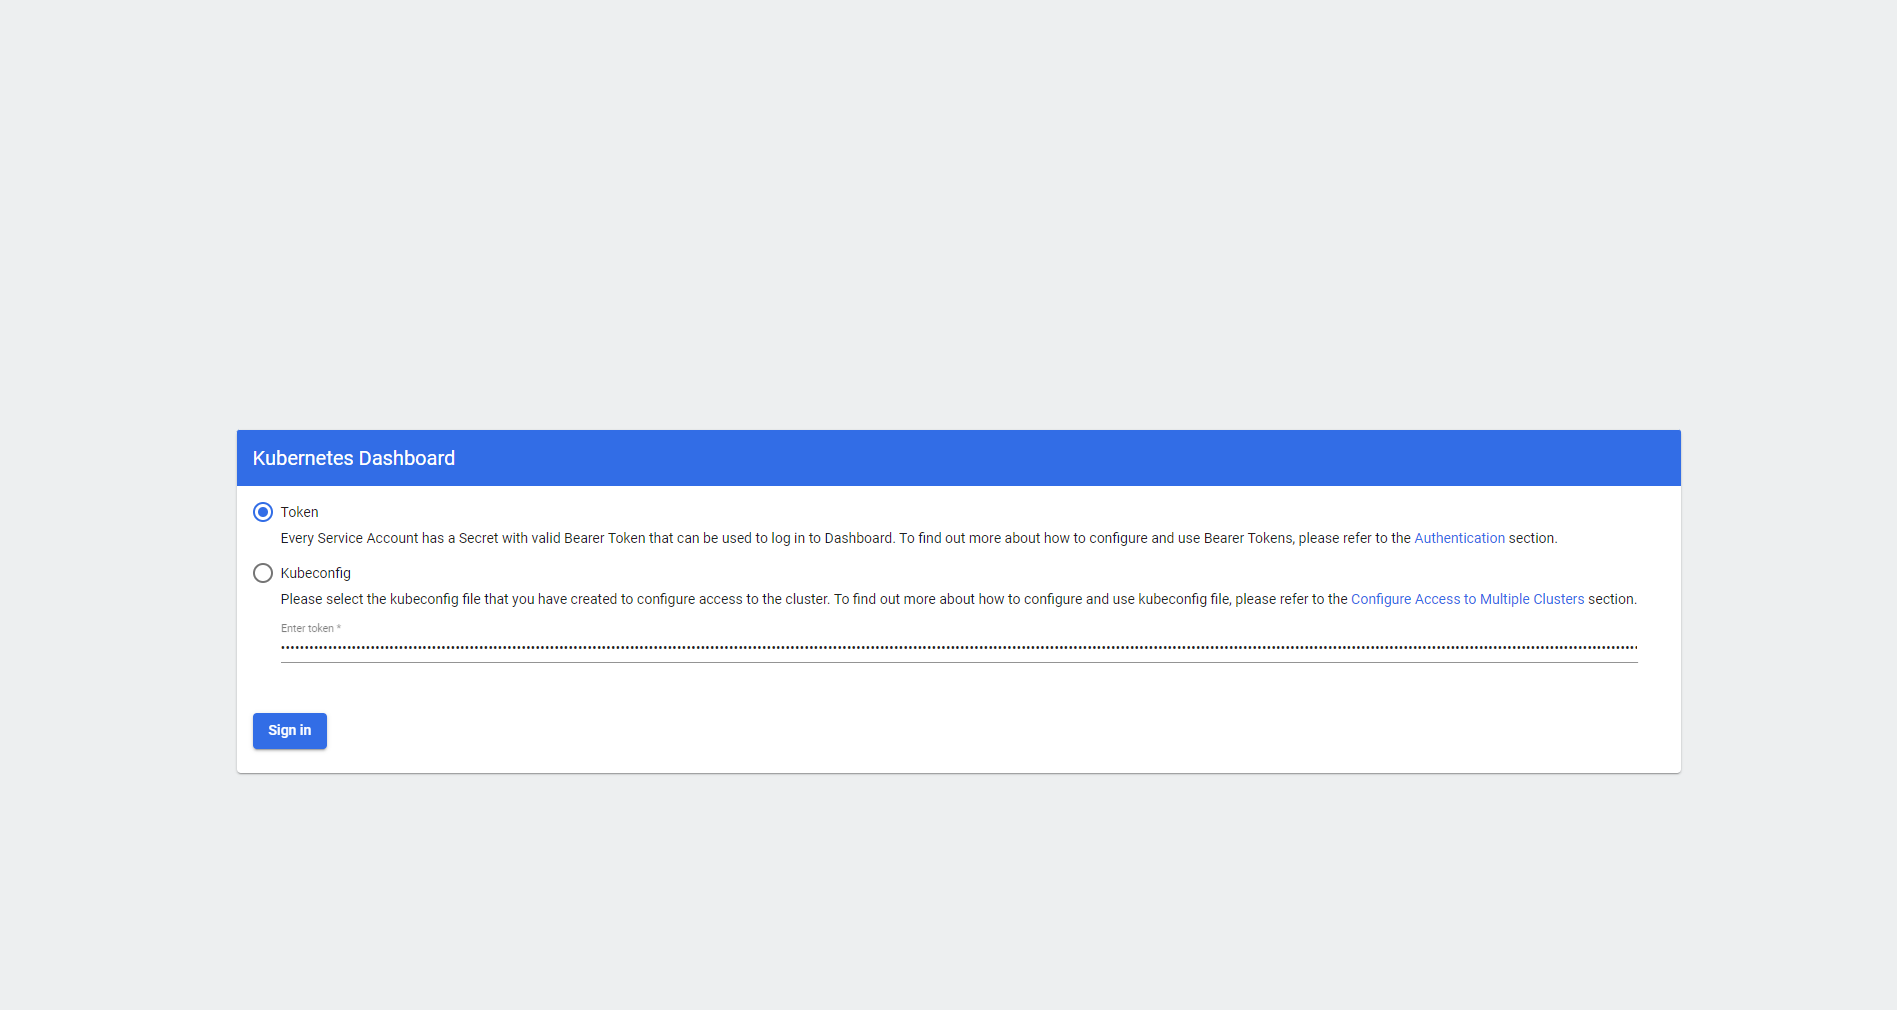 Kubernetes Dashboard
Token
Every Service Account has a Secret with valid Bearer Token that can be used to log in to Dashboard. To find out more about how to configure and use Bearer Tokens, please refer to the Authentication section.
Kubeconfig
Please select the kubeconfig file that you have created to configure access to the cluster. To find out more about how to configure and use kubeconfig file, please refer to the Configure Access to Multiple Clusters section.
Enter token *
Sign in